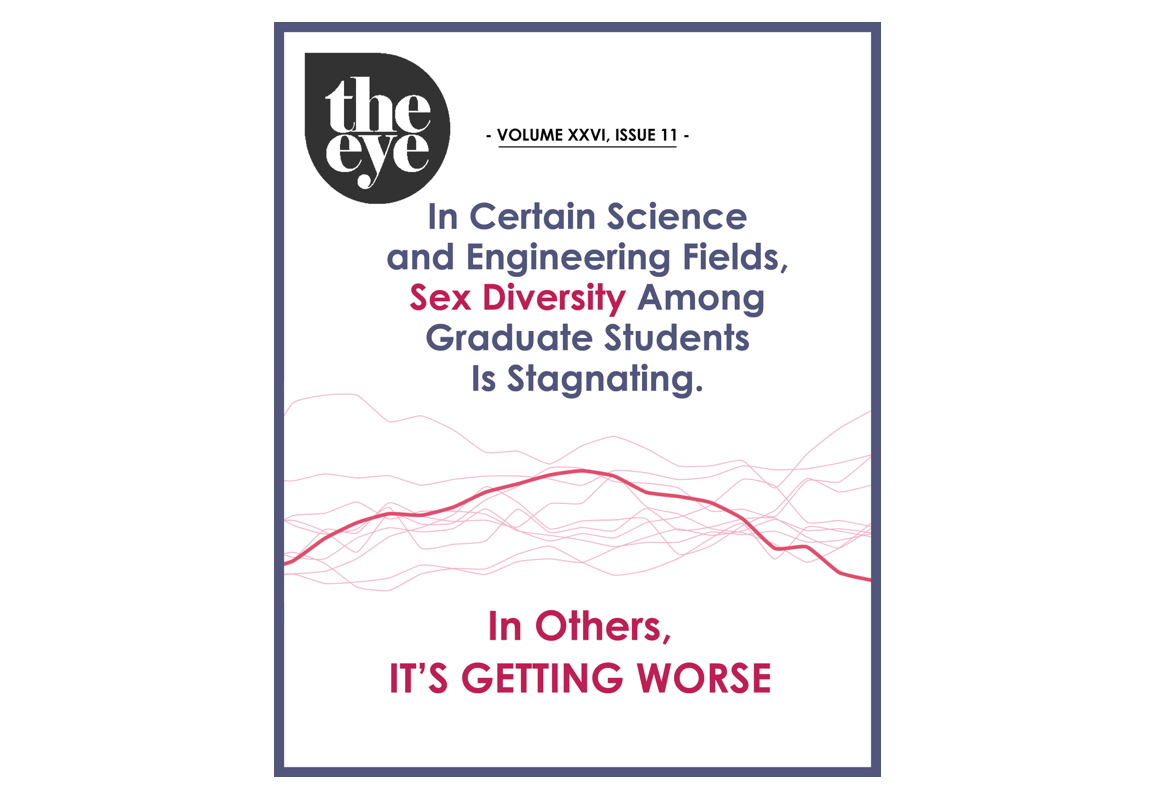 the
eye
- VOLUME XXVI, ISSUE 11 -
In Certain Science
and Engineering Fields,
Sex Diversity Among
Graduate Students
Is Stagnating.
In Others,
IT'S GETTING WORSE